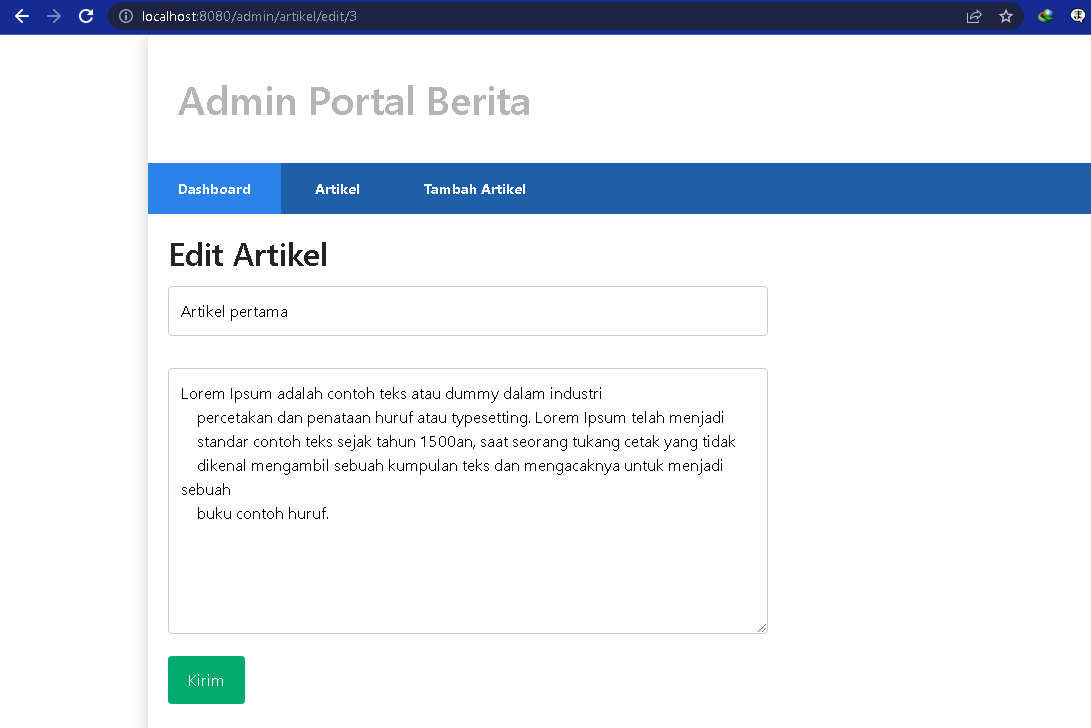 localhost:8080/admin/artikel/edit/3
Admin Portal Berita
Dashboard Artikel Tambah Artikel
Edit Artikel
Artikel pertama
Lorem Ipsum adalah contoh teks atau dummy dalam industri
percetakan dan penataan huruf atau typesetting. Lorem Ipsum telah menjadi
standar contoh teks sejak tahun 1500an, saat seorang tukang cetak yang tidak
dikenal mengambil sebuah kumpulan teks dan mengacaknya untuk menjadi
sebuah
buku contoh huruf.
Kirim